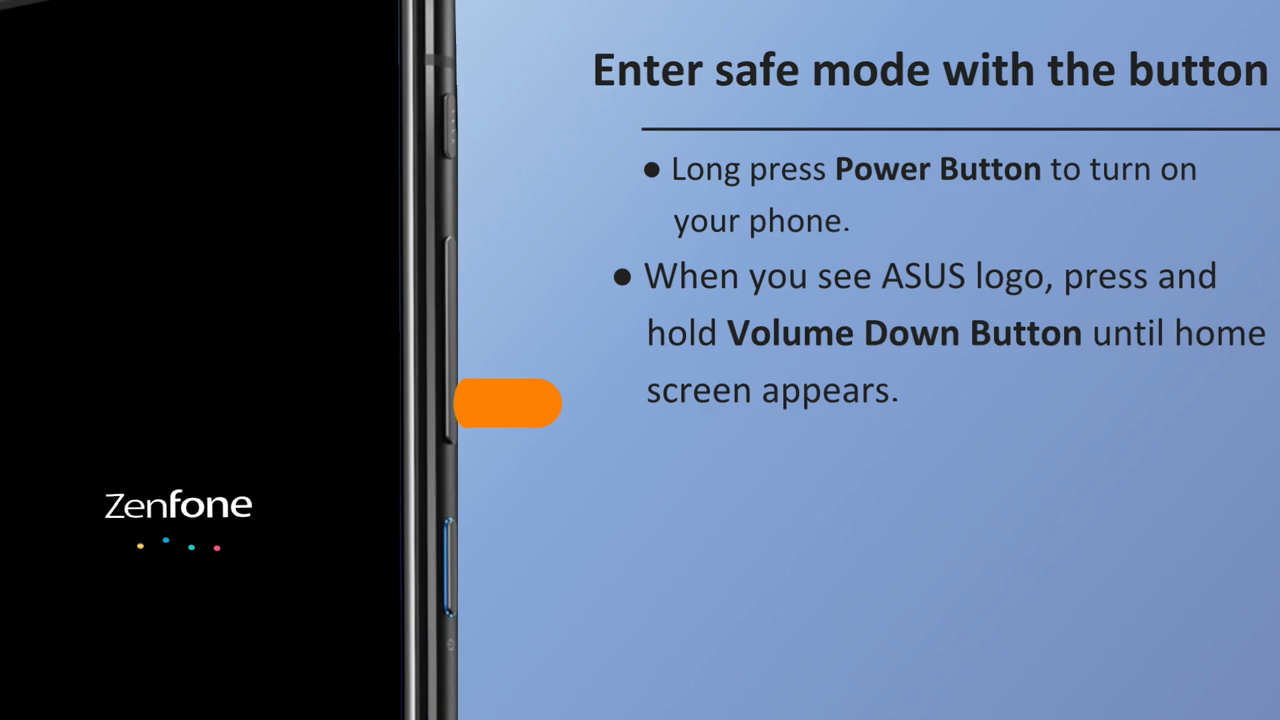 Enter safe mode with the button
● Long press Power Button to turn on
your phone.
● When you see ASUS logo, press and
hold Volume Down Button until home
screen appears.
Zenfone